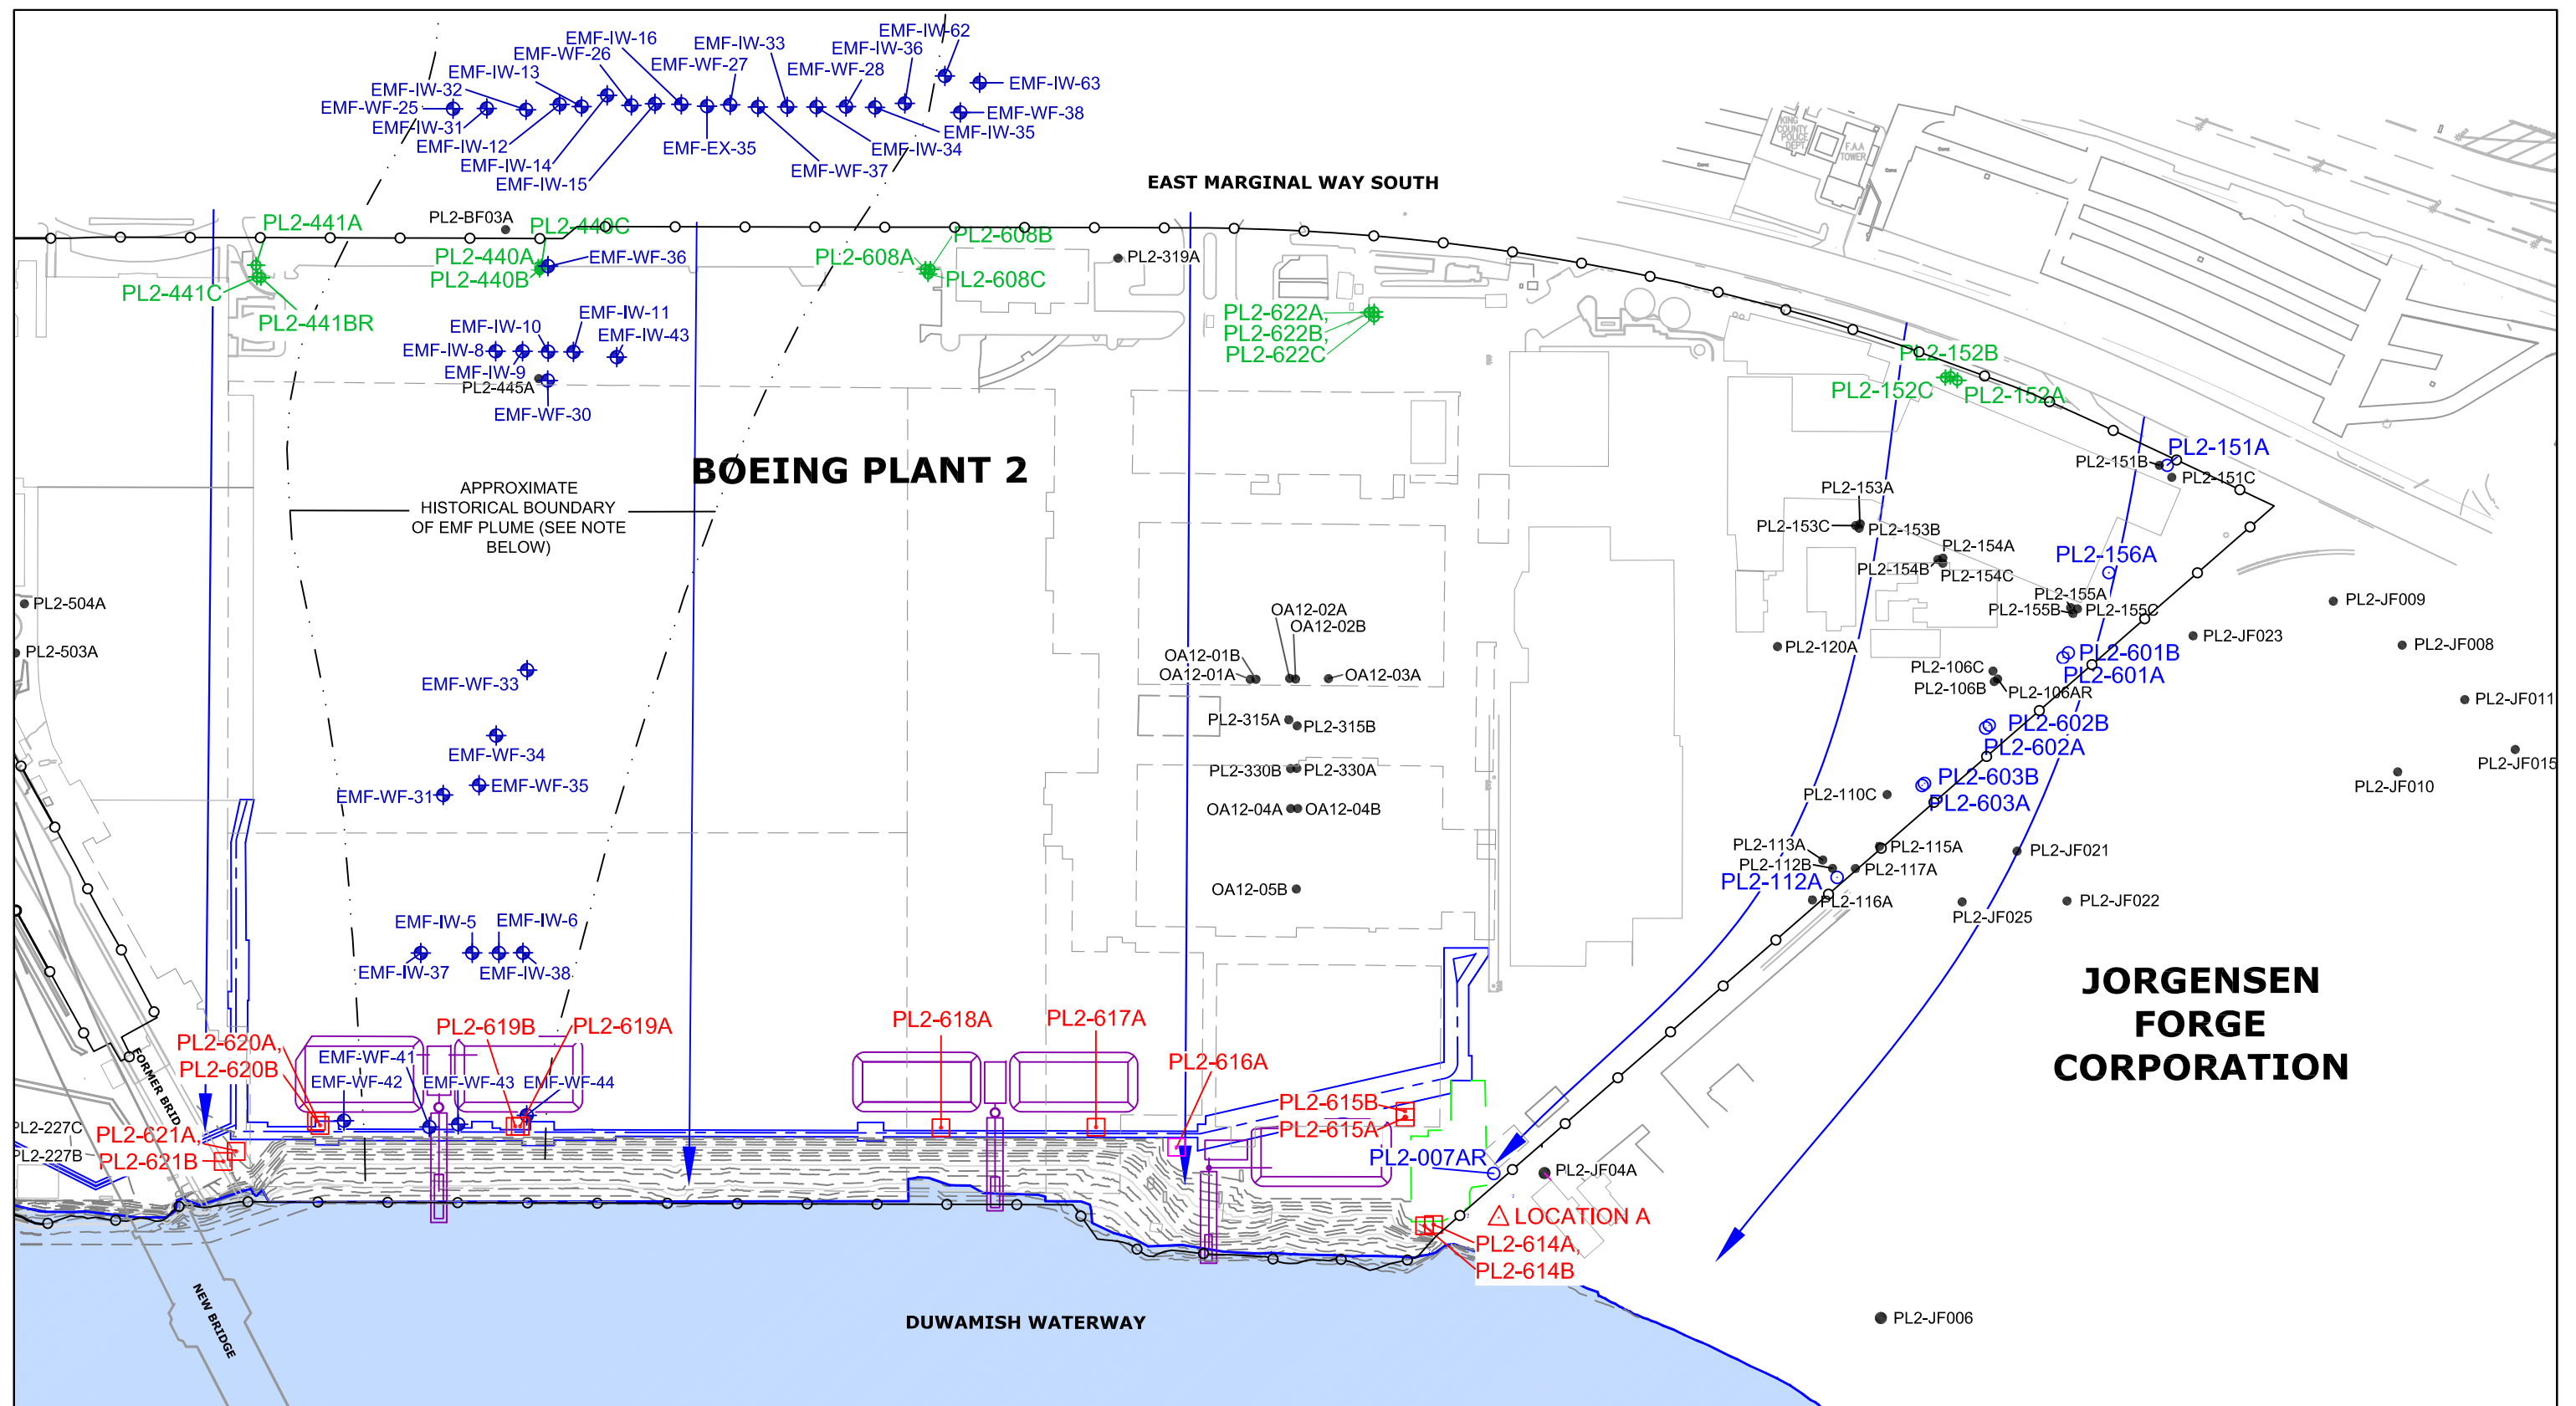 EMF-IW-62
EMF-IW-16
EMF-IW-33
EMF-IW-36
EMF-WF-26
EMF-WF-27
EMF-WF-28
EMF-IW-13
EMF-IW-63
EMF-IW-32
EMF-WF-25
EMF-WF-38
EMF-IW-31
EMF-IW-35
EMF-IW-12
EMF-EX-35
EMF-IW-34
EMF-IW-14
EMF-WF-37
EMF-IW-15
KING
COUNTY
POLICE
DEPT
F.A.A
TOWER
Conc
Conc
Conc
Conc
EAST MARGINAL WAY SOUTH
PL2-441A
PL2-BF03A
PL2-440C
PL2-608B
PL2-440A
EMF-WF-36
PL2-608A
PL2-319A
PL2-440B
PL2-608C
PL2-441C
PL2-441BR
EMF-IW-11
PL2-622A,
PL2-622B,
PL2-622C
EMF-IW-10
EMF-IW-43
EMF-IW-8
EMF-IW-9
PL2-445A
EMF-WF-30
PL2-152B
PL2-152C
PL2-152A
BOEING PLANT 2
PL2-151A
PL2-151B
PL2-151C
APPROXIMATE
HISTORICAL BOUNDARY
OF EMF PLUME (SEE NOTE
BELOW)
PL2-153A
PL2-153C
PL2-153B
PL2-154A
PL2-154B
PL2-154C
PL2-156A
PL2-155A
PL2-155B
PL2-155C
PL2-504A
PL2-503A
OA12-02A
OA12-02B
OA12-01B
OA12-01A
OA12-03A
PL2-JF009
PL2-JF023
PL2-JF008
PL2-120A
PL2-601B
PL2-601A
PL2-106C
PL2-106B
PL2-106AR
EMF-WF-33
PL2-JF011
PL2-315A
PL2-315B
PL2-602B
PL2-602A
EMF-WF-34
PL2-JF015
PL2-330B
PL2-330A
PL2-603B
PL2-603A
PL2-JF010
EMF-WF-35
EMF-WF-31
PL2-110C
OA12-04A
OA12-04B
PL2-113A
PL2-115A
PL2-JF021
PL2-112B
PL2-117A
PL2-112A
OA12-05B
PL2-116A
PL2-JF025
PL2-JF022
EMF-IW-5
EMF-IW-6
EMF-IW-37
EMF-IW-38
JORGENSEN
FORGE
CORPORATION
PL2-620A,
PL2-620B
PL2-619B
PL2-619A
PL2-618A
PL2-617A
PL2-616A
EMF-WF-41
EMF-WF-42
EMF-WF-43
EMF-WF-44
FORMER BRID
PL2-615B
PL2-615A
PL2-227C
PL2-227B
PL2-621A,
PL2-621B
PL2-007AR
PL2-JF04A
LOCATION A
PL2-614A,
PL2-614B
NEW BRIDGE
DUWAMISH WATERWAY
PL2-JF006